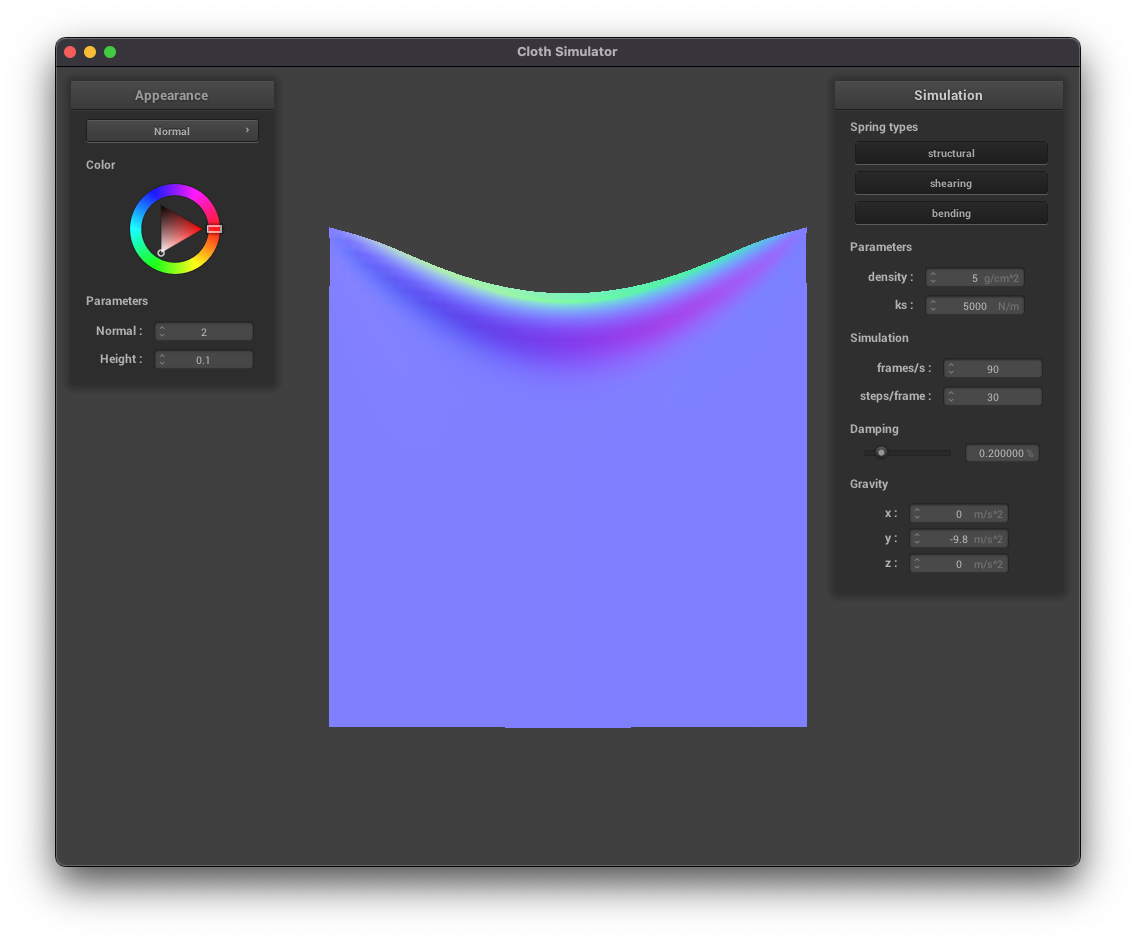 Cloth Simulator
Appearance
Normal
Color
Parameters
Normal : 2
Height : 0.1
Simulation
Spring types
structural
shearing
bending
Parameters
density : 5 g/cm^2
ks : 5000 N/m
Simulation
frames/s : 90
steps/frame : 30
Damping
0.200000 %
Gravity
x : 0 m/s^2
y : -9.8 m/s^2
z : 0 m/s^2